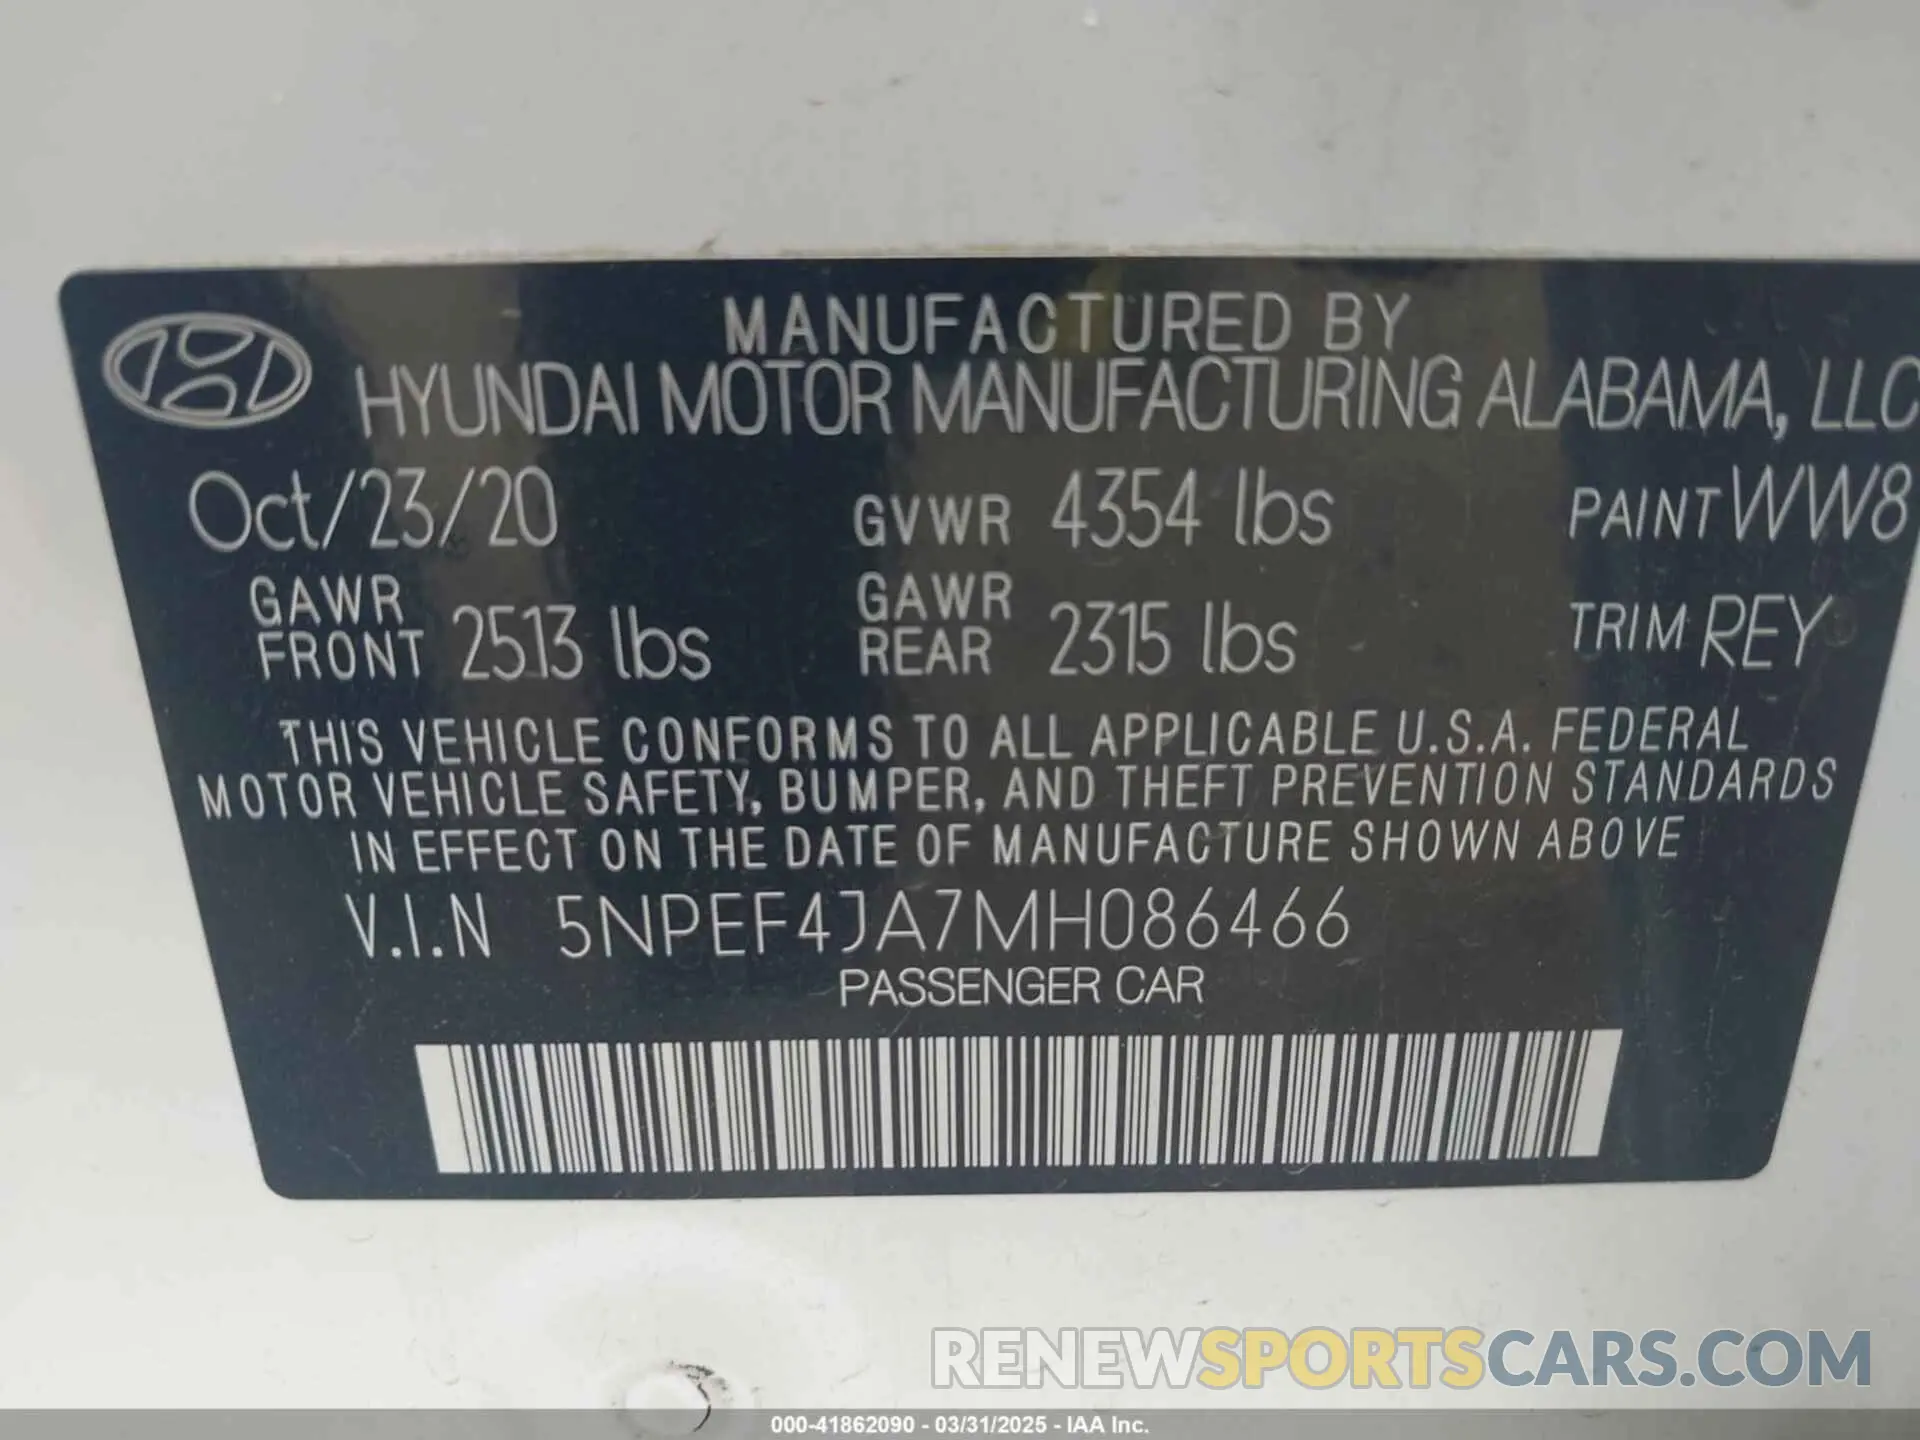 MANUFACTURED BY
HYUNDAI MOTOR MANUFACTURING ALABAMA, LLC
Oct/23/20 GVWR 4354 lbs PAINT WW8
GAWR FRONT 2513 lbs GAWR REAR 2315 lbs TRIM REY
THIS VEHICLE CONFORMS TO ALL APPLICABLE U.S.A. FEDERAL
MOTOR VEHICLE SAFETY, BUMPER, AND THEFT PREVENTION STANDARDS
IN EFFECT ON THE DATE OF MANUFACTURE SHOWN ABOVE
V.I.N 5NPEF4JA7MH086466
PASSENGER CAR
RENEWSPORTSCARS.COM
000-41862090 - 03/31/2025 - IAA Inc.